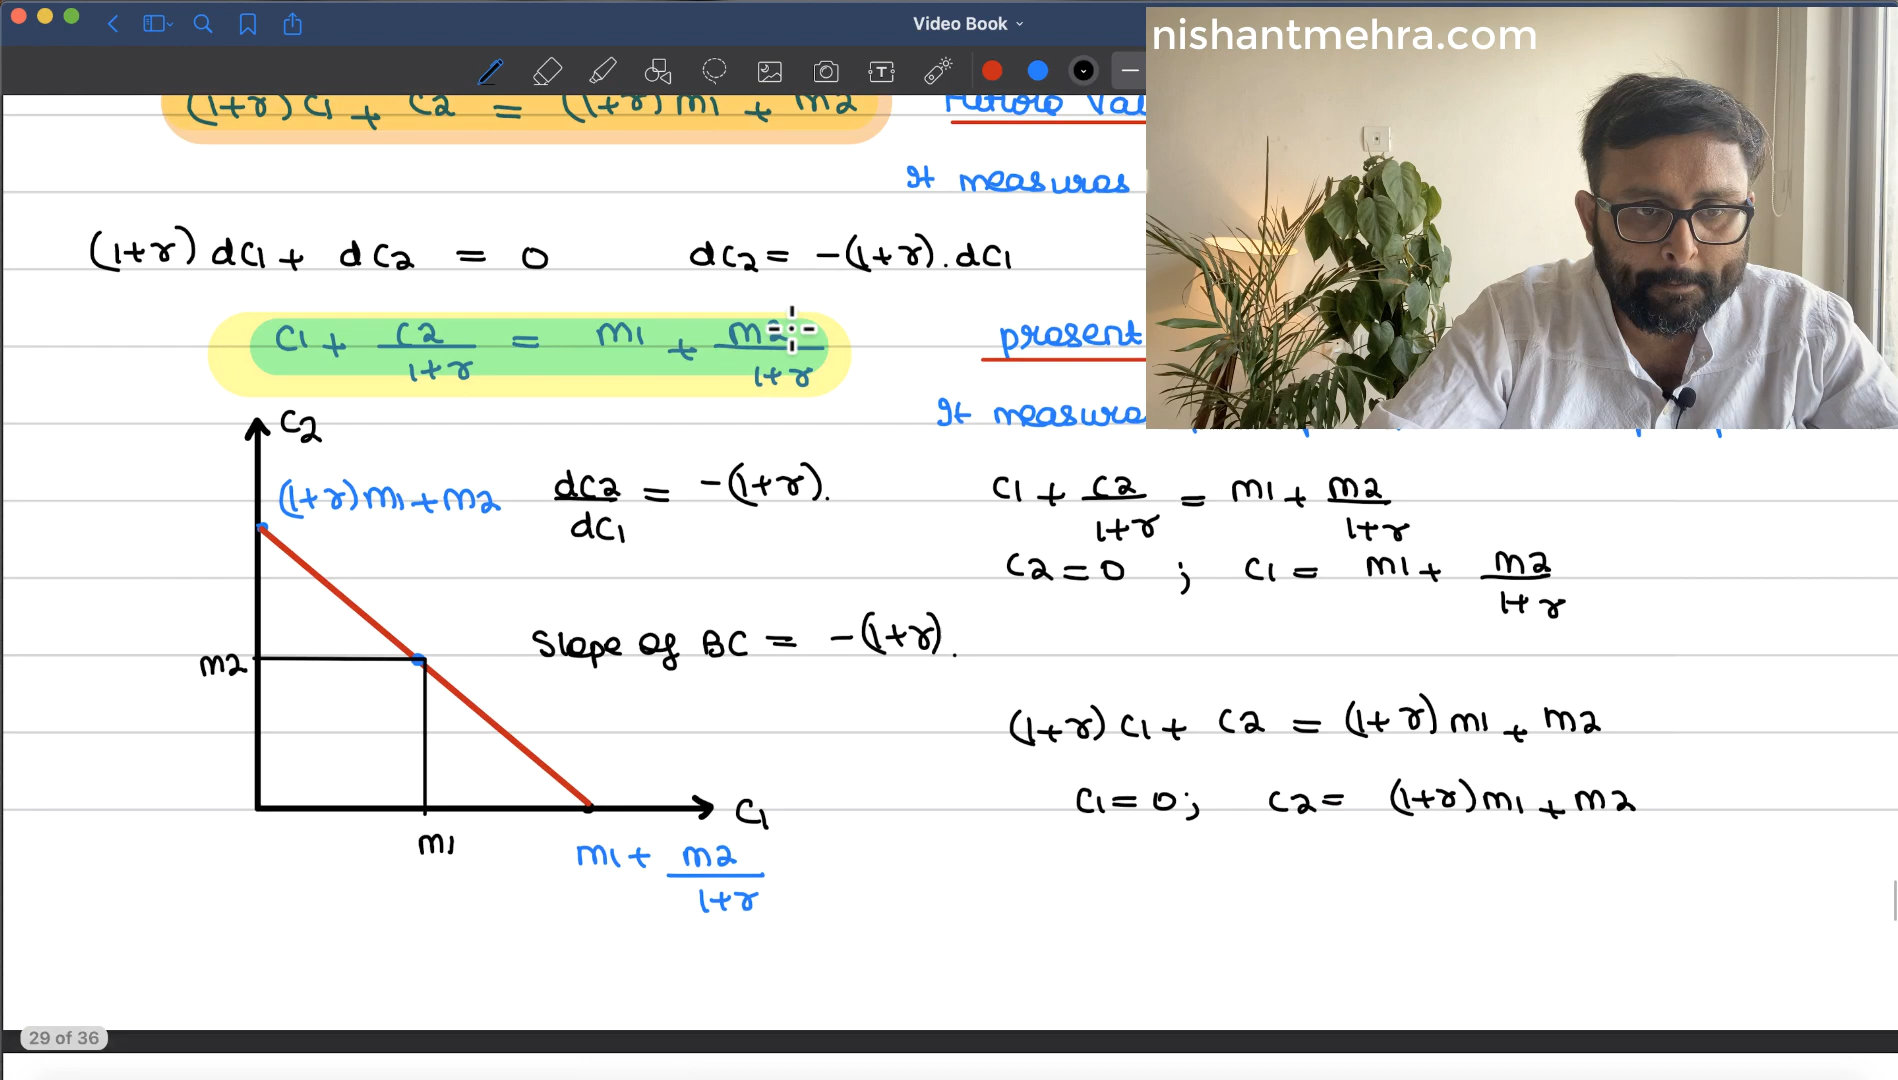 Video Book
nishantmehra.com
(1+r) c1 + c2 = (1+r) m1 + m2
It measures
(1+r) dc1 + dc2 = 0 dc2 = -(1+r).dc1
c1 + c2/1+r = m1 + m2/1+r present
It measure
c2
(1+r)m1+m2 dc2/dc1 = -(1+r).
c1 + c2/1+r = m1 + m2/1+r
c2=0 ; c1 = m1 + m2/1+r
Slope of BC = -(1+r).
m2
(1+r) c1 + c2 = (1+r) m1 + m2
c1=0; c2= (1+r)m1+m2
c1
m1
m1 + m2/1+r
29 of 36